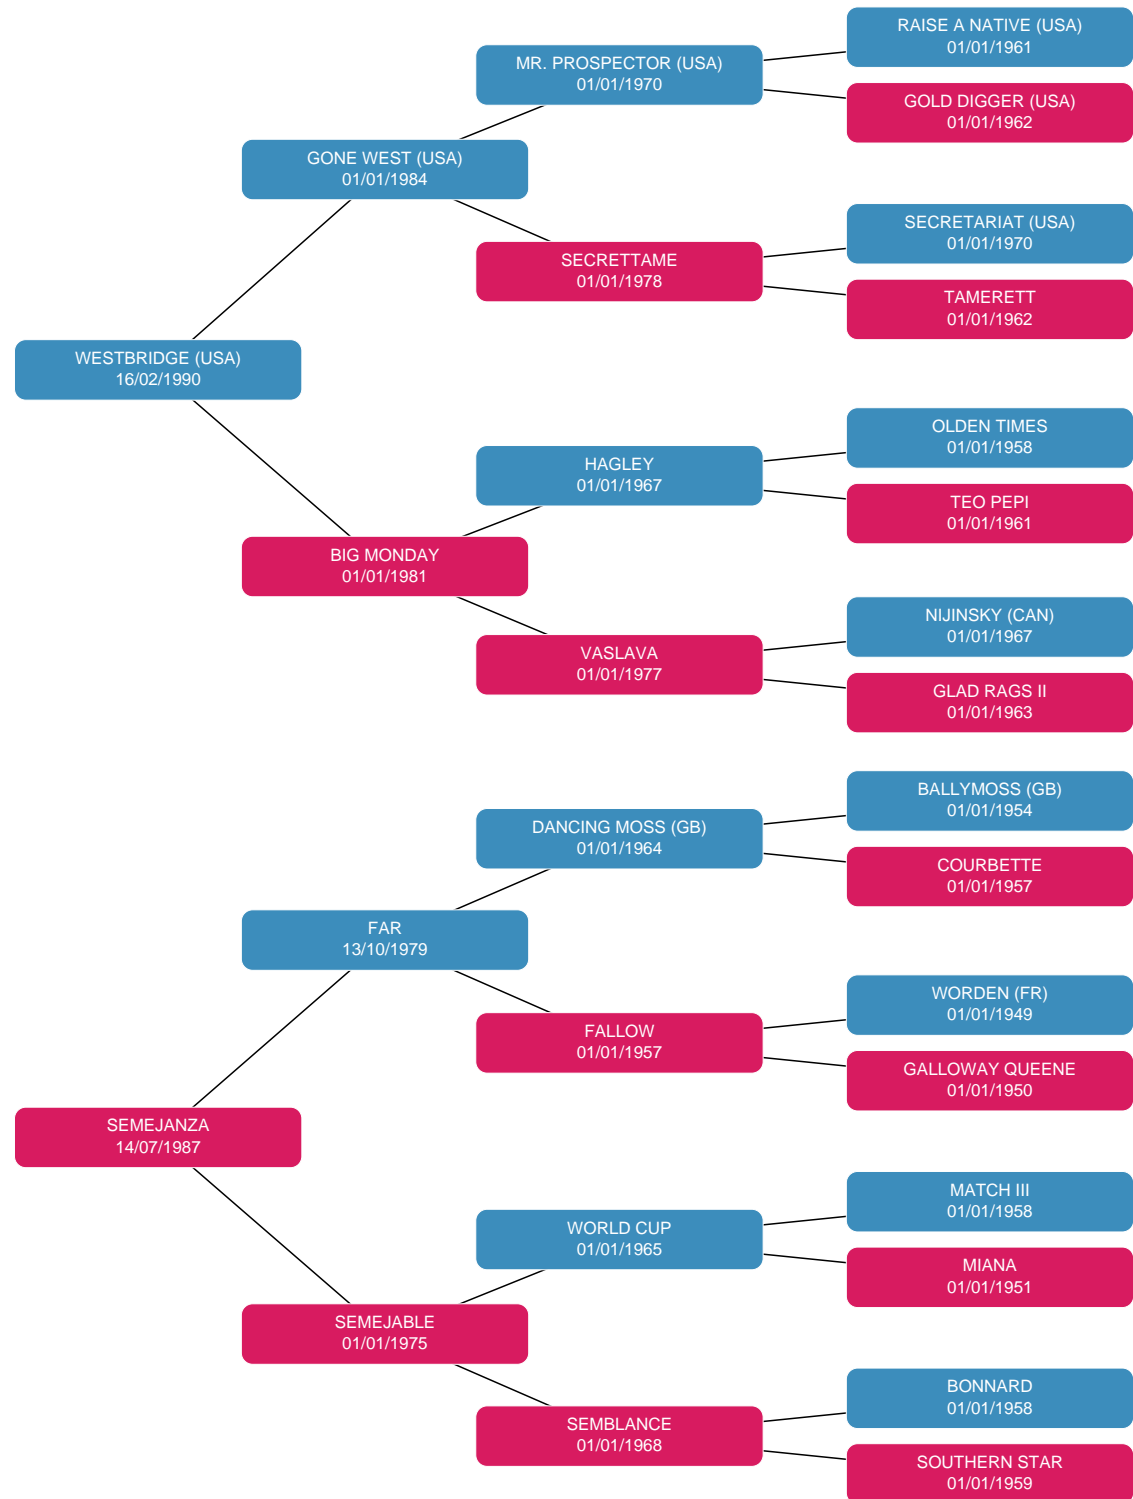 RAISE A NATIVE (USA)
01/01/1961
MR. PROSPECTOR (USA)
01/01/1970
GOLD DIGGER (USA)
01/01/1962
GONE WEST (USA)
01/01/1984
SECRETARIAT (USA)
01/01/1970
SECRETTAME
01/01/1978
TAMERETT
01/01/1962
WESTBRIDGE (USA)
16/02/1990
OLDEN TIMES
01/01/1958
HAGLEY
01/01/1967
TEO PEPI
01/01/1961
BIG MONDAY
01/01/1981
NIJINSKY (CAN)
01/01/1967
VASLAVA
01/01/1977
GLAD RAGS II
01/01/1963
BALLYMOSS (GB)
01/01/1954
DANCING MOSS (GB)
01/01/1964
COURBETTE
01/01/1957
FAR
13/10/1979
WORDEN (FR)
01/01/1949
FALLOW
01/01/1957
GALLOWAY QUEENE
01/01/1950
SEMEJANZA
14/07/1987
MATCH III
01/01/1958
WORLD CUP
01/01/1965
MIANA
01/01/1951
SEMEJABLE
01/01/1975
BONNARD
01/01/1958
SEMBLANCE
01/01/1968
SOUTHERN STAR
01/01/1959